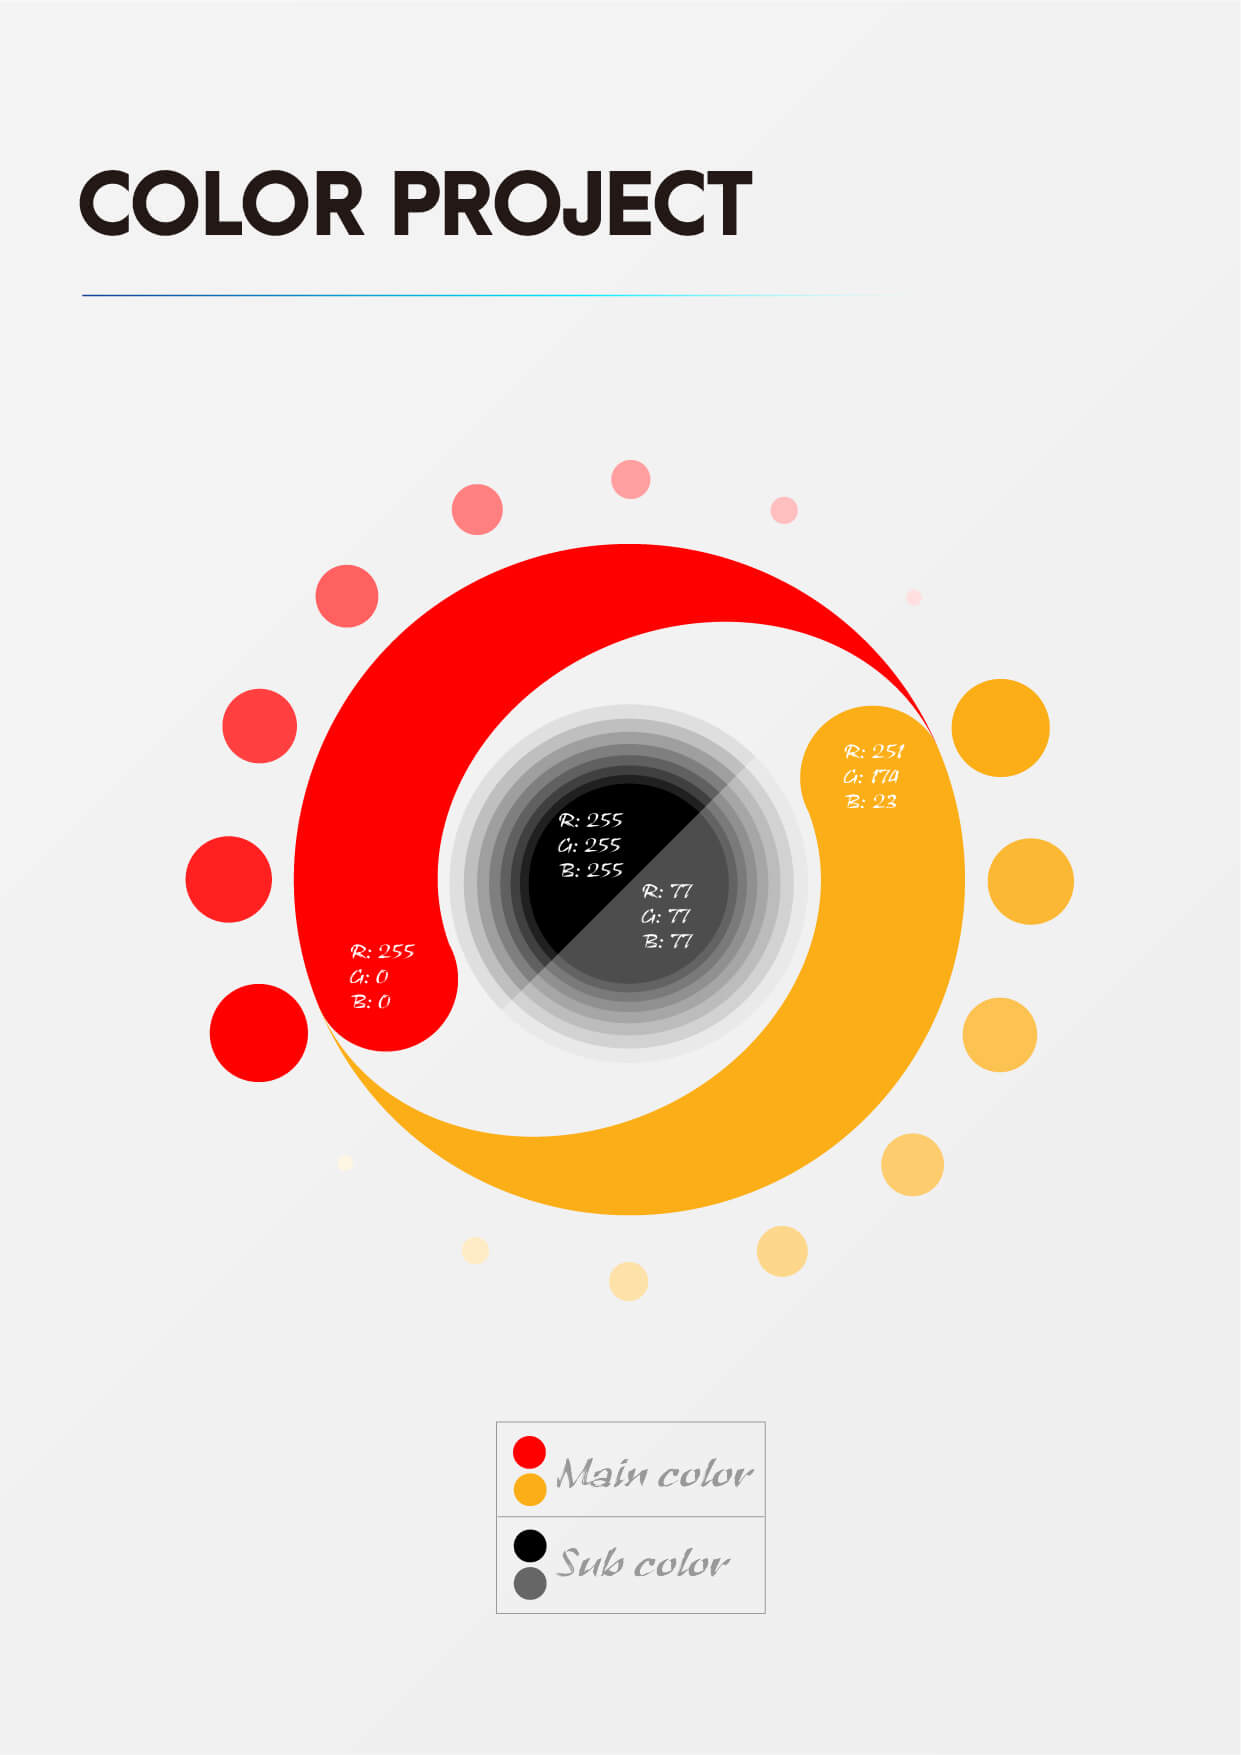 COLOR PROJECT
R: 251
G: 174
B: 23
R: 255
G: 255
B: 255
R: 77
G: 77
B: 77
R: 255
G: 0
B: 0
Main color
Sub color